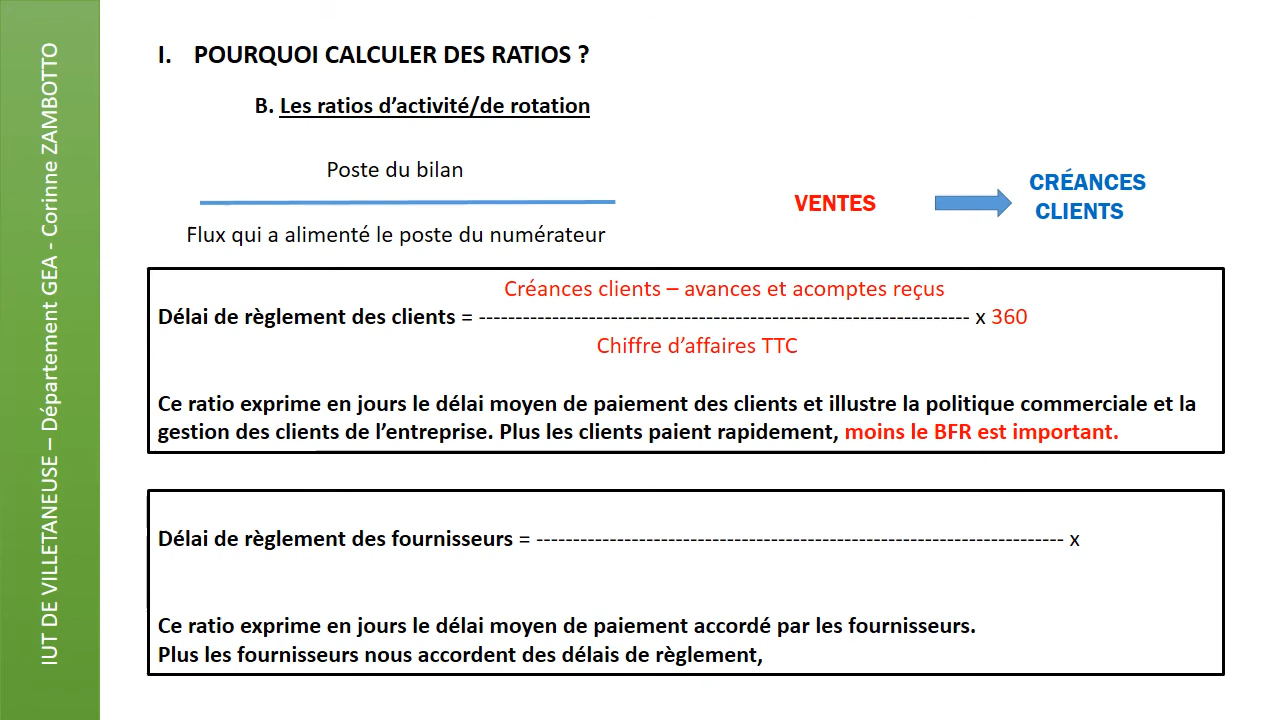 IUT DE VILLETANEUSE – Département GEA - Corinne ZAMBOTTO
I. POURQUOI CALCULER DES RATIOS ?
B. Les ratios d’activité/de rotation
Poste du bilan
Flux qui a alimenté le poste du numérateur
VENTES
CRÉANCES
CLIENTS
Créances clients – avances et acomptes reçus
Délai de règlement des clients = ------------------------------------------------------------------- x 360
Chiffre d’affaires TTC
Ce ratio exprime en jours le délai moyen de paiement des clients et illustre la politique commerciale et la
gestion des clients de l’entreprise. Plus les clients paient rapidement, moins le BFR est important.
Délai de règlement des fournisseurs = ------------------------------------------------------------------------ x
Ce ratio exprime en jours le délai moyen de paiement accordé par les fournisseurs.
Plus les fournisseurs nous accordent des délais de règlement,